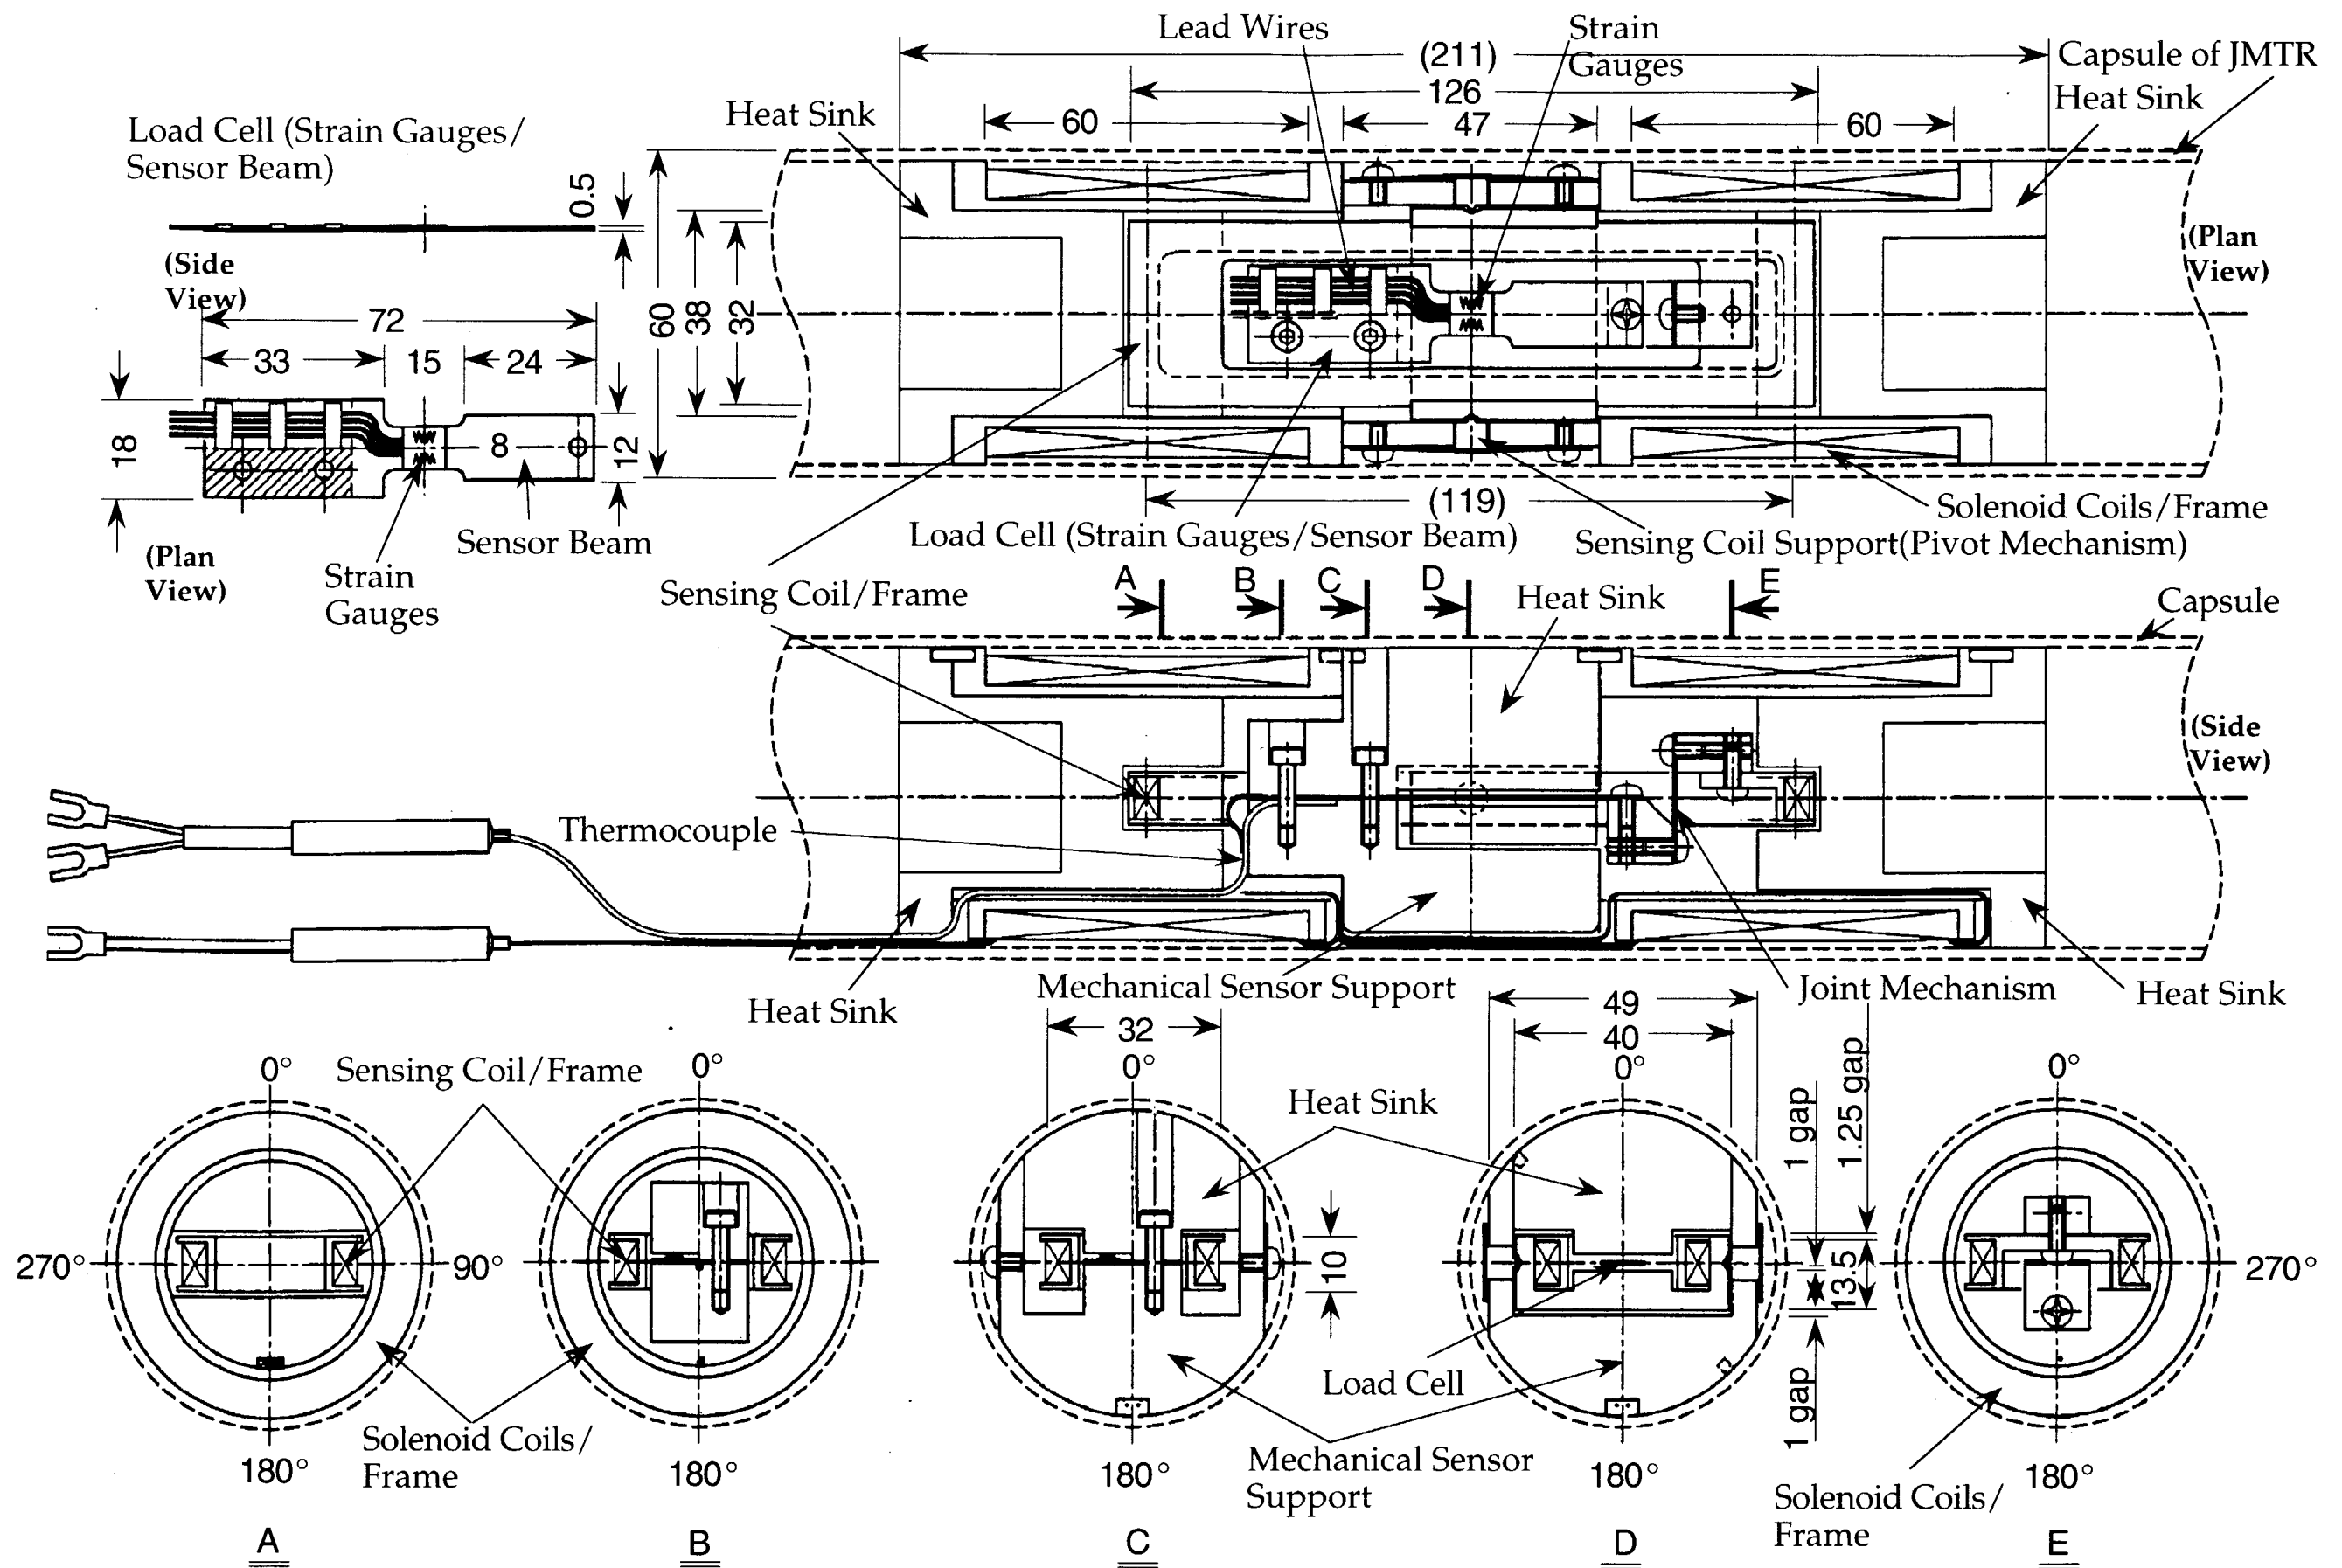 Lead Wires
Strain
Gauges
(211)
126
60
47
60
Capsule of JMTR
Heat Sink
Heat Sink
Load Cell (Strain Gauges/
Sensor Beam)
0.5
(Side
View)
72
33
15
24
18
8
12
60
38
32
(Plan
View)
Sensor Beam
Strain
Gauges
(Plan
View)
(119)
Load Cell (Strain Gauges/Sensor Beam)
Solenoid Coils/Frame
Sensing Coil Support(Pivot Mechanism)
Sensing Coil/Frame
A
B
C
D
E
Heat Sink
Capsule
(Side
View)
Thermocouple
Heat Sink
Mechanical Sensor Support
Joint Mechanism
Heat Sink
Sensing Coil/Frame
0°
270°
90°
180°
Solenoid Coils/
Frame
A
0°
180°
B
32
0°
10
180°
C
Heat Sink
49
40
0°
1 gap
1.25 gap
13.5
1 gap
Load Cell
Mechanical Sensor
Support
180°
D
0°
270°
180°
Solenoid Coils/
Frame
E